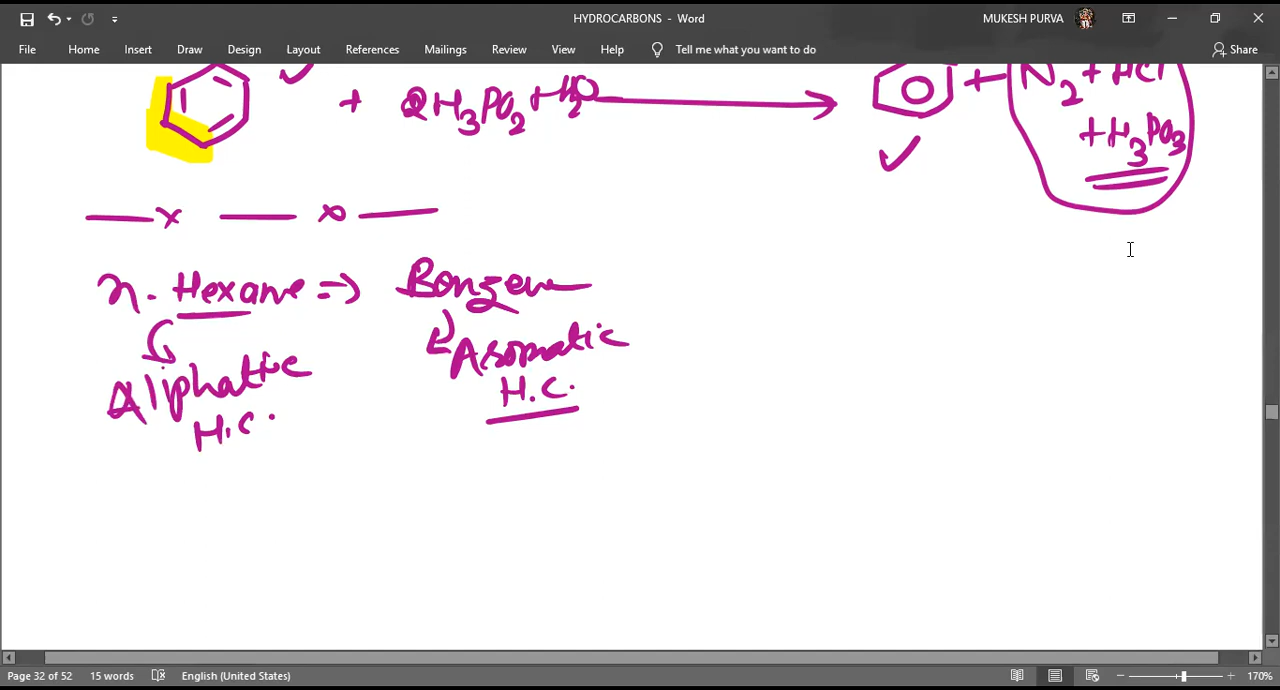 HYDROCARBONS - Word
MUKESH PURVA
File Home Insert Draw Design Layout References Mailings Review View Help Tell me what you want to do Share
+ 2H3PO2 + H2O + N2 + HCl
+ H3PO3
—x — x —
n. Hexane => Benzene
Aliphatic Aromatic
H.C. H.C.
Page 32 of 52 15 words English (United States) 170%